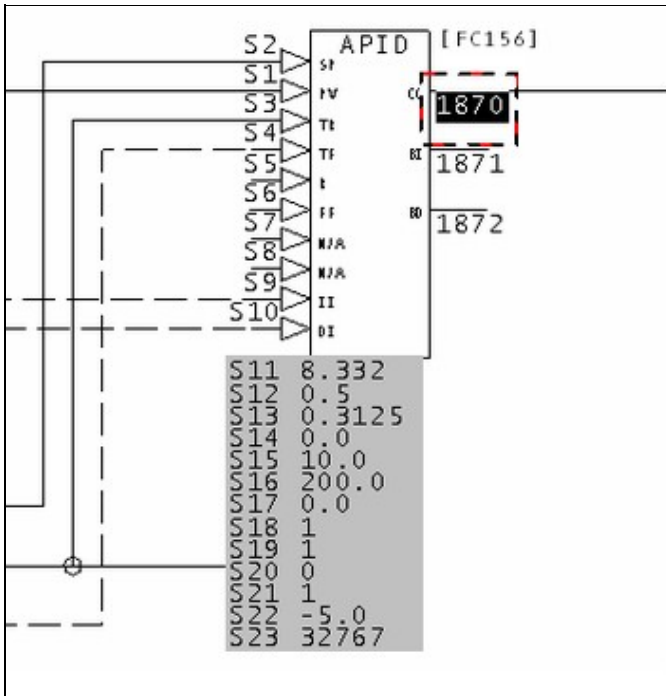 S2 APID [FC156]
SP
S1
PV CO 1870
S3
TR
S4
TF BI 1871
S5
R
S6
FF BD 1872
S7
N/A
S8
N/A
S9
II
S10
DI
S11 8.332
S12 0.5
S13 0.3125
S14 0.0
S15 10.0
S16 200.0
S17 0.0
S18 1
S19 1
S20 0
S21 1
S22 -5.0
S23 32767